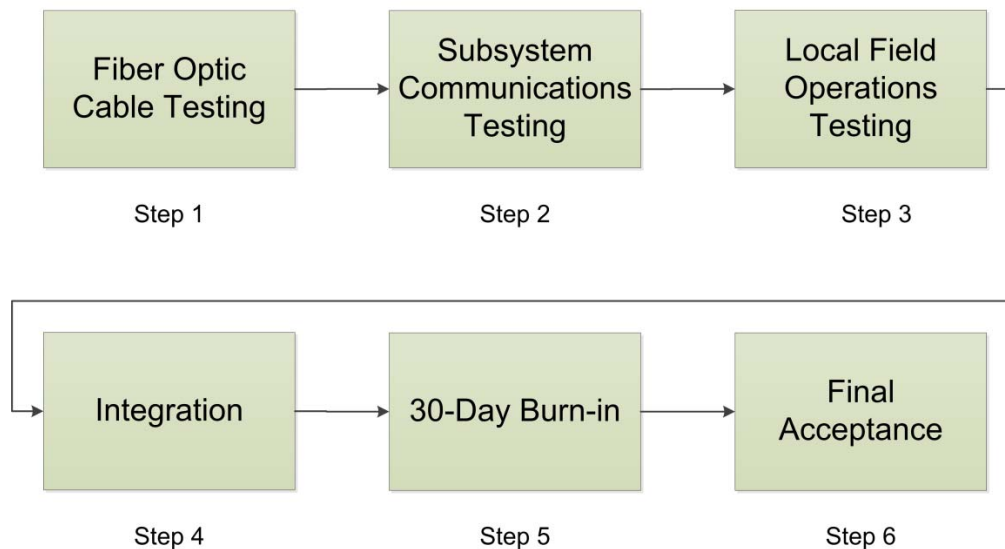 Fiber Optic
Cable Testing
Subsystem
Communications
Testing
Local Field
Operations
Testing
Step 1
Step 2
Step 3
Integration
30-Day Burn-in
Final
Acceptance
Step 4
Step 5
Step 6